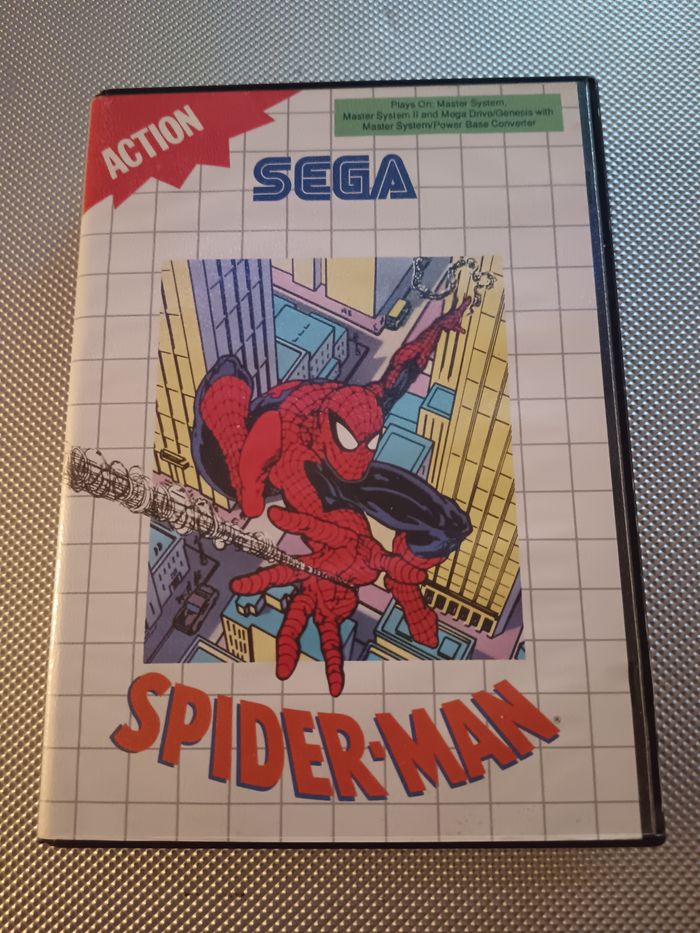 ACTION
Plays On: Master System,
Master System II and Mega Drive/Genesis with
Master System/Power Base Converter
SEGA
SPIDER-MAN®